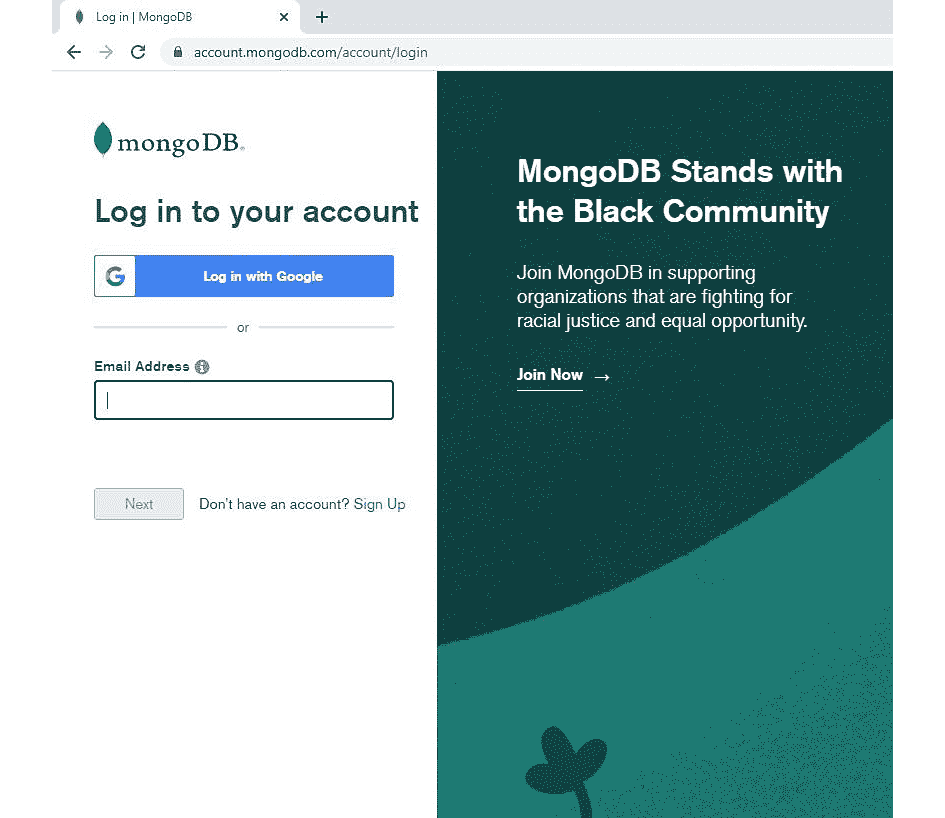 Log in | MongoDB
account.mongodb.com/account/login
mongoDB
Log in to your account
G
Log in with Google
or
Email Address
Next
Don't have an account? Sign Up
MongoDB Stands with
the Black Community
Join MongoDB in supporting
organizations that are fighting for
racial justice and equal opportunity.
Join Now →